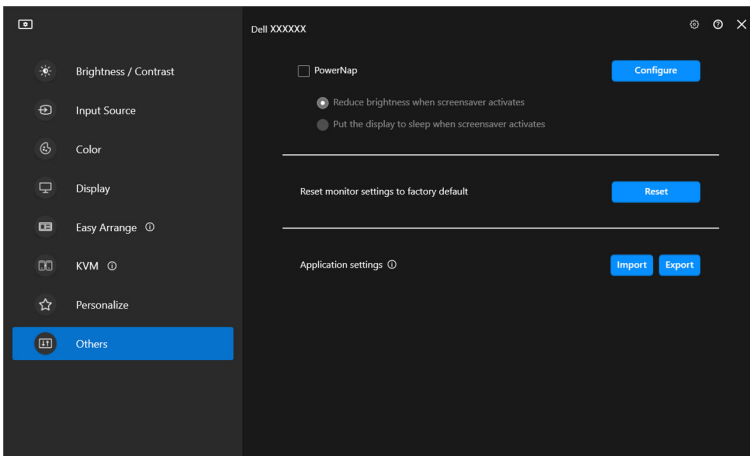 Dell XXXXXX
Brightness / Contrast
Input Source
Color
Display
Easy Arrange
KVM
Personalize
Others
PowerNap
Configure
Reduce brightness when screensaver activates
Put the display to sleep when screensaver activates
Reset monitor settings to factory default
Reset
Application settings
Import
Export